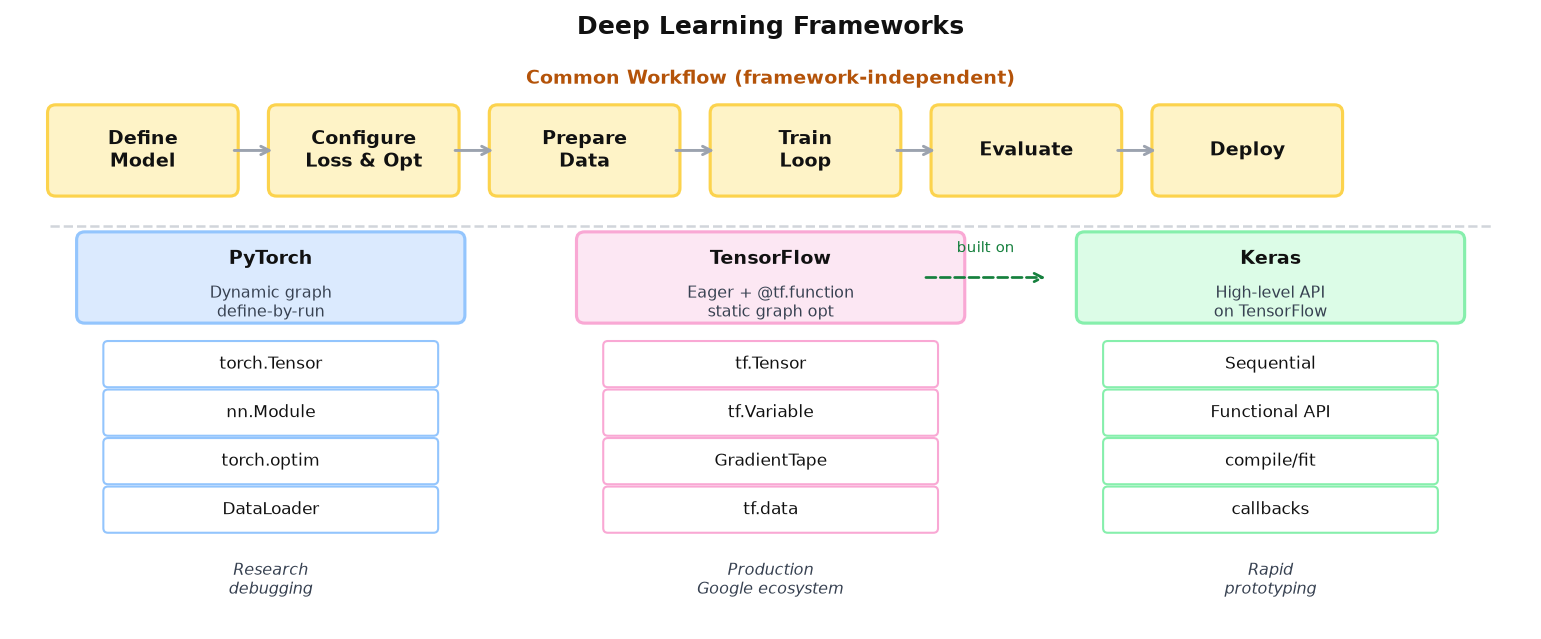 Deep Learning Frameworks
Common Workflow (framework-independent)
Define
Model
Configure
Loss & Opt
Prepare
Data
Train
Loop
Evaluate
Deploy
PyTorch
Dynamic graph
define-by-run
torch.Tensor
nn.Module
torch.optim
DataLoader
Research
debugging
TensorFlow
Eager + @tf.function
static graph opt
built on
tf.Tensor
tf.Variable
GradientTape
tf.data
Production
Google ecosystem
Keras
High-level API
on TensorFlow
Sequential
Functional API
compile/fit
callbacks
Rapid
prototyping